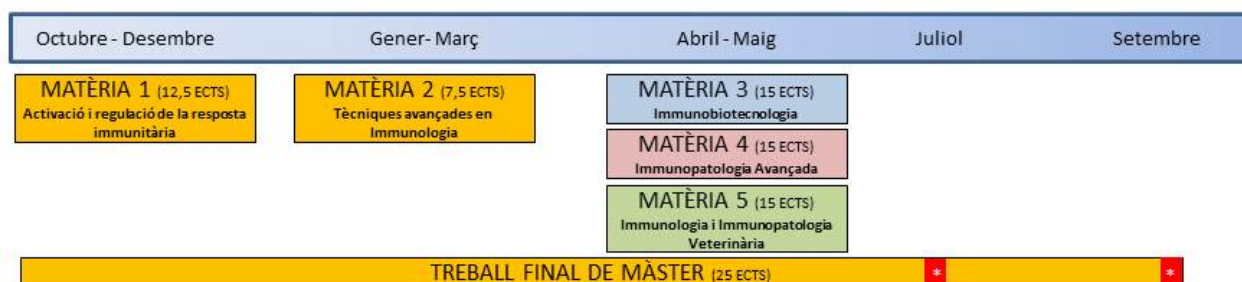 Octubre - Desembre
Gener- Març
Abril - Maig
Juliol
Setembre
MATÈRIA 1 (12,5 ECTS)
Activació i regulació de la resposta
immunitària
MATÈRIA 2 (7,5 ECTS)
Tècniques avançades en
Immunologia
MATÈRIA 3 (15 ECTS)
Immunobiotecnologia
MATÈRIA 4 (15 ECTS)
Immunopatologia Avançada
MATÈRIA 5 (15 ECTS)
Immunologia i Immunopatologia
Veterinària
TREBALL FINAL DE MÀSTER (25 ECTS)
*
*